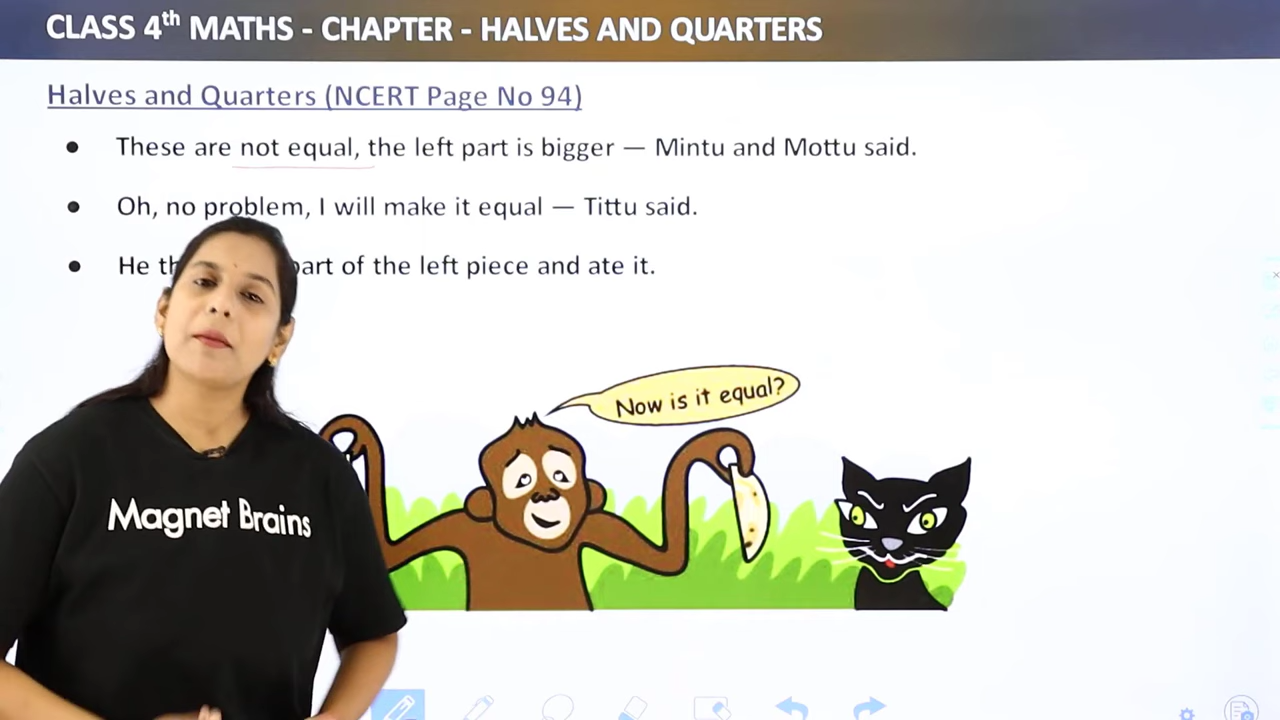 CLASS 4th MATHS - CHAPTER - HALVES AND QUARTERS
Halves and Quarters (NCERT Page No 94)
• These are not equal, the left part is bigger — Mintu and Mottu said.
• Oh, no problem, I will make it equal — Tittu said.
• He part of the left piece and ate it.
Now is it equal?
Magnet Brains